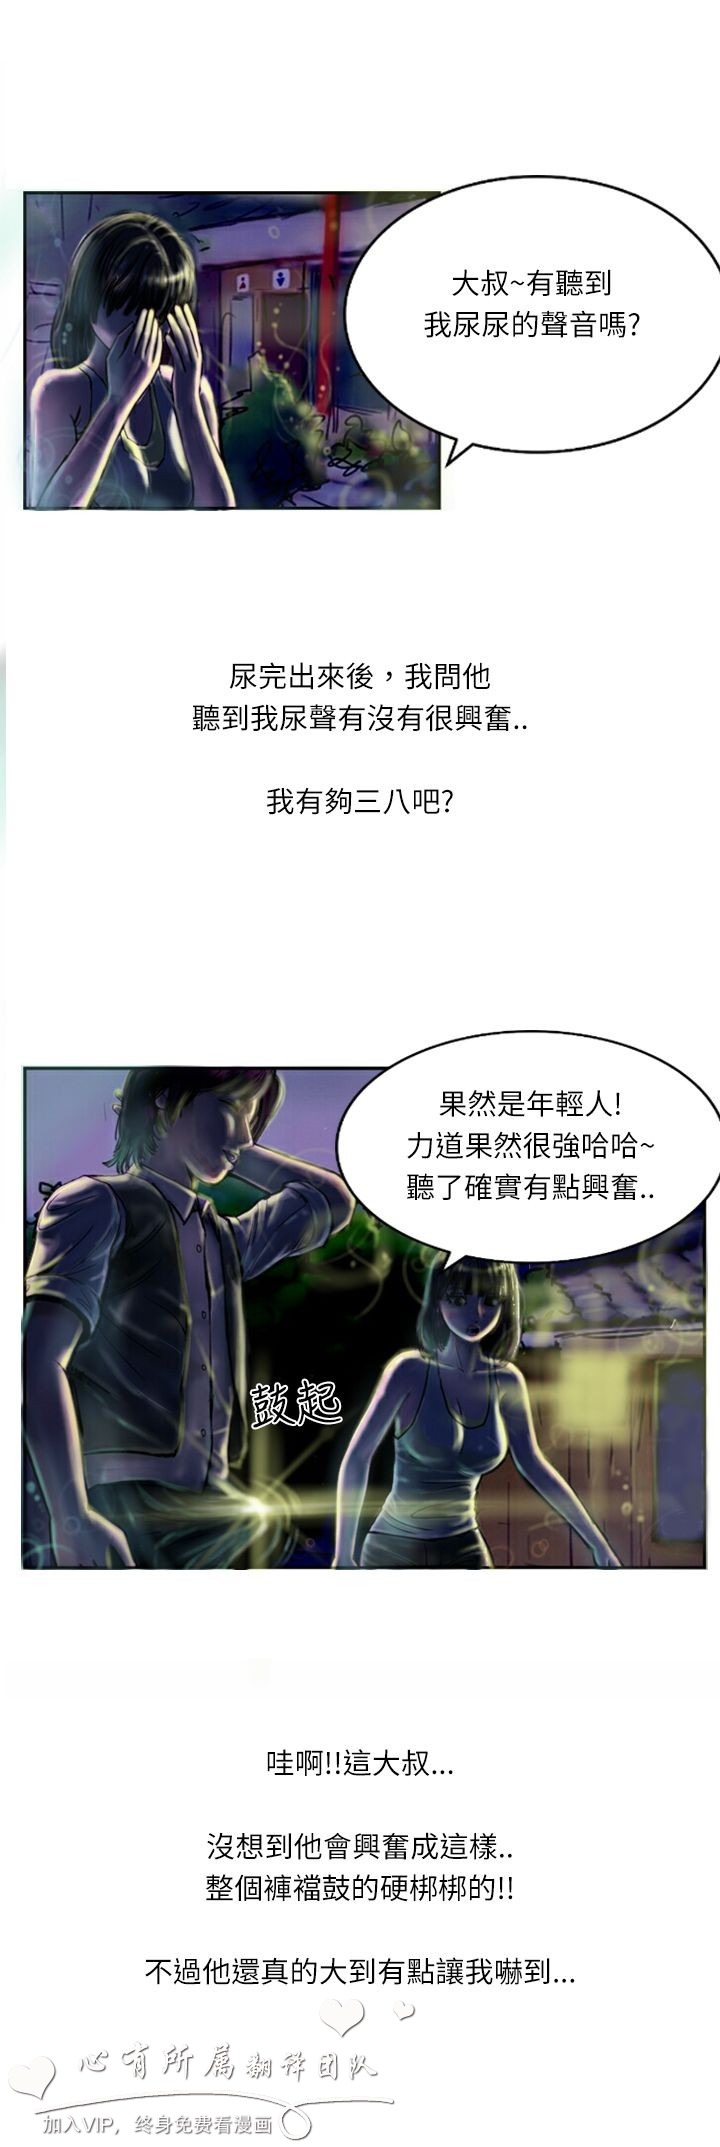 大叔~有聽到
我尿尿的聲音嗎?
尿完出來後，我問他
聽到我尿聲有沒有很興奮..
我有夠三八吧?
果然是年輕人!
力道果然很強哈哈~
聽了確實有點興奮..
鼓起
哇啊!!這大叔...
沒想到他會興奮成這樣..
整個褲襠鼓的硬梆梆的!!
不過他還真的大到有點讓我嚇到...
心有所属翻译团队
加入VIP，终身免费看漫画